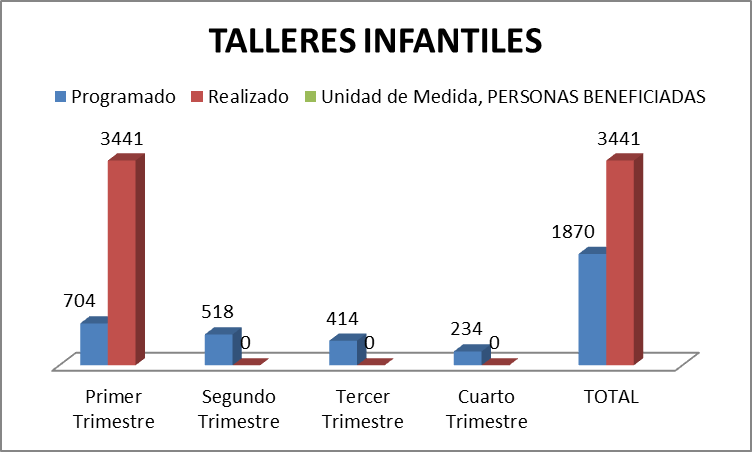 TALLERES INFANTILES
Programado Realizado Unidad de Medida, PERSONAS BENEFICIADAS
3441 3441
1870
704 518 414 234
0 0 0
Primer Segundo Tercer Cuarto TOTAL
Trimestre Trimestre Trimestre Trimestre